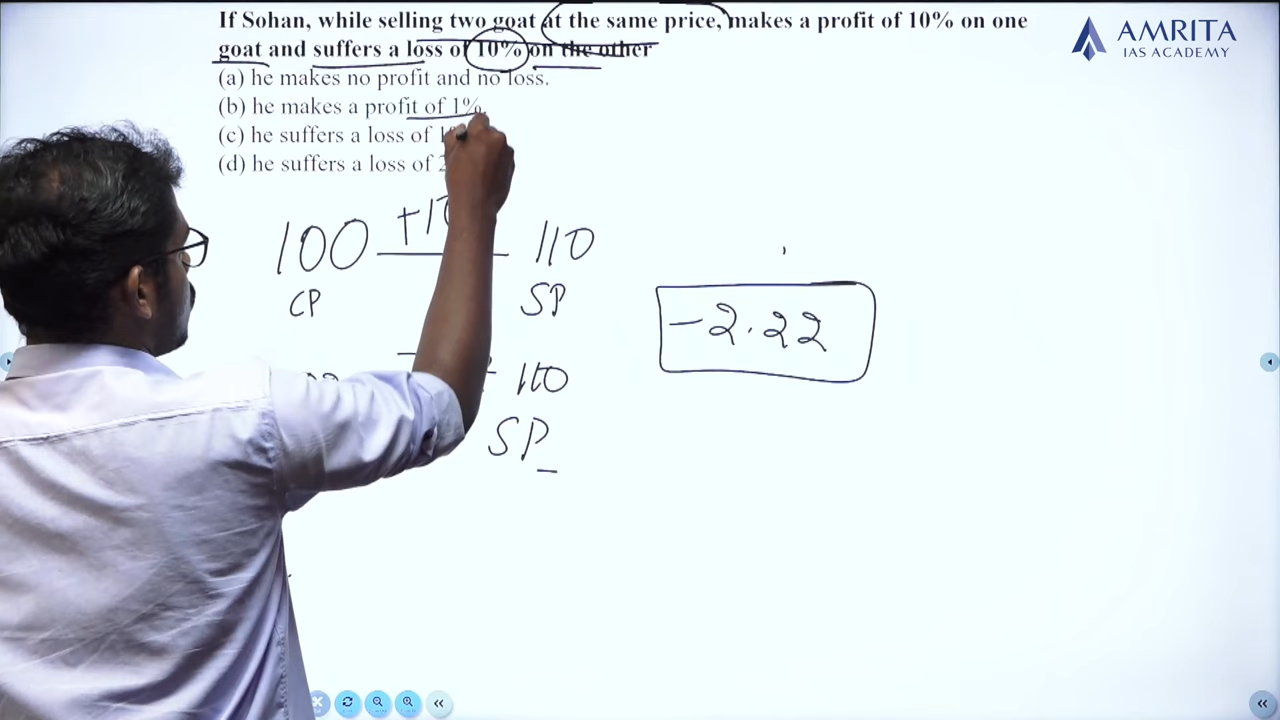 If Sohan, while selling two goat at the same price, makes a profit of 10% on one
goat and suffers a loss of 10% on the other
(a) he makes no profit and no loss.
(b) he makes a profit of 1%
(c) he suffers a loss of
(d) he suffers a loss of
AMRITA
IAS ACADEMY
100 110
CP SP
-2.22
110
SP